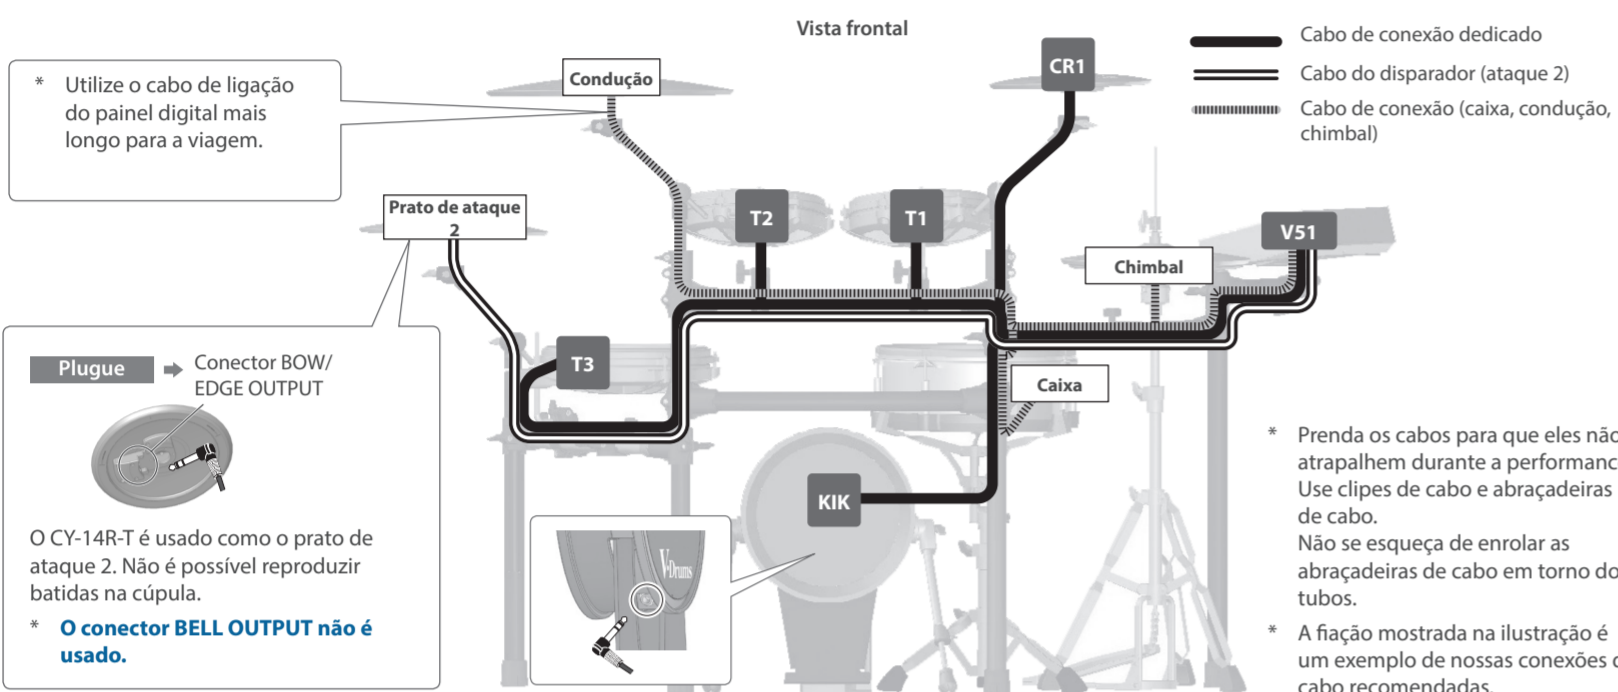 Vista frontal
* Utilize o cabo de ligação
do painel digital mais
longo para a viagem.
Condução
CR1
Cabo de conexão dedicado
Cabo do disparador (ataque 2)
Cabo de conexão (caixa, condução,
chimbal)
Prato de ataque
2
T2
T1
V51
Chimbal
Plugue
Conector BOW/
EDGE OUTPUT
T3
Caixa
KIK
V-Drums
O CY-14R-T é usado como o prato de
ataque 2. Não é possível reproduzir
batidas na cúpula.
* O conector BELL OUTPUT não é
usado.
* Prenda os cabos para que eles não
atrapalhem durante a
Use clipes de cabo e abraçadeiras
de cabo.
Não se esqueça de enrolar as
abraçadeiras de cabo em torno
tubos.
* A fiação mostrada na ilustração é
um exemplo de nossas conexões
cabo recomendadas.